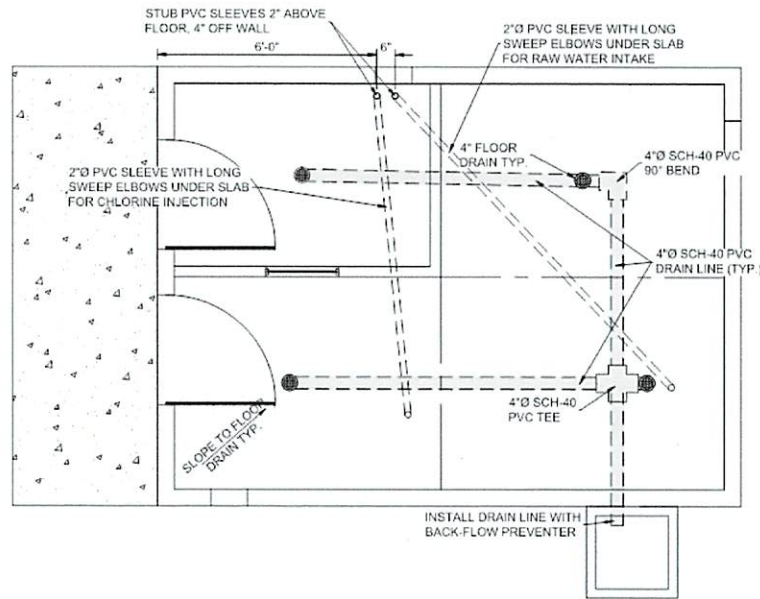 STUB PVC SLEEVES 2" ABOVE
FLOOR, 4" OFF WALL
6'-0"
6"
2"Ø PVC SLEEVE WITH LONG
SWEEP ELBOWS UNDER SLAB
FOR RAW WATER INTAKE
4" FLOOR
DRAIN TYP.
4"Ø SCH-40 PVC
90° BEND
2"Ø PVC SLEEVE WITH LONG
SWEEP ELBOWS UNDER SLAB
FOR CHLORINE INJECTION
4"Ø SCH-40 PVC
DRAIN LINE (TYP.)
4"Ø SCH-40
PVC TEE
SLOPE TO FLOOR
DRAIN TYP.
INSTALL DRAIN LINE WITH
BACK-FLOW PREVENTER